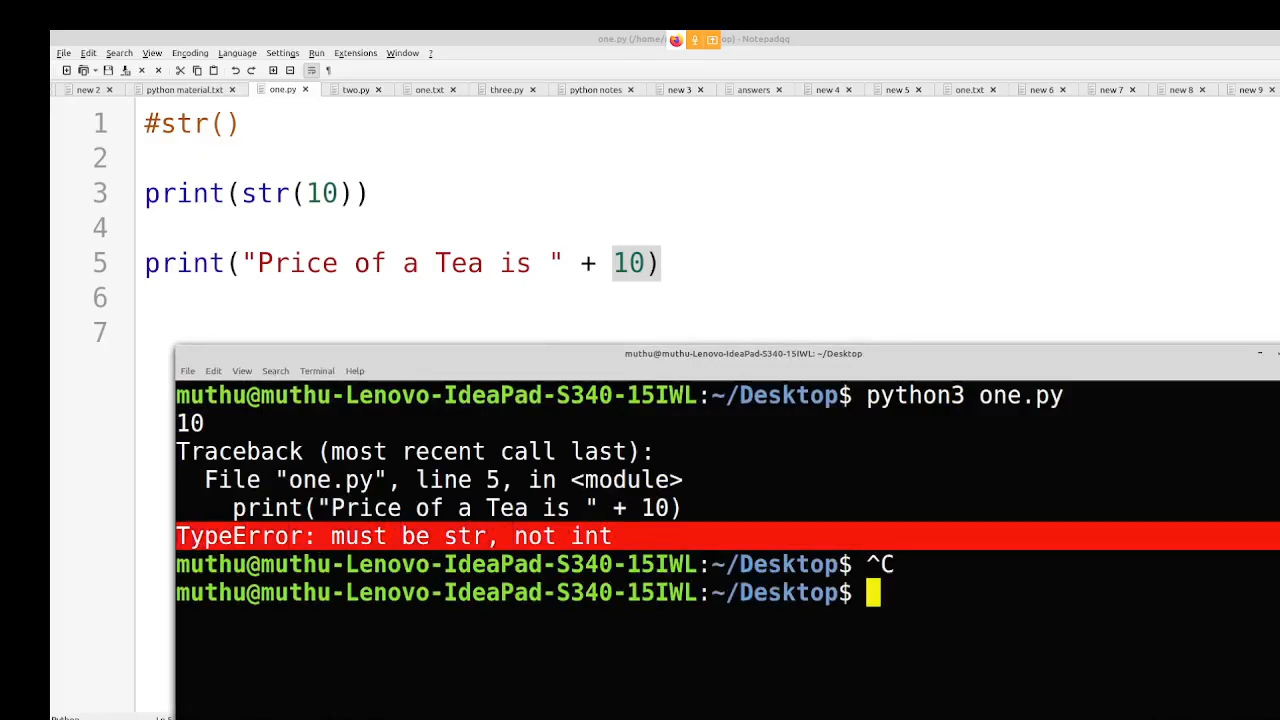 one.py (/home/ op) - Notepadqq
File Edit Search View Encoding Language Settings Run Extensions Window ?
new 2 python material.txt one.py two.py one.txt three.py python notes new 3 answers new 4 new 5 one.txt new 6 new 7 new 8 new 9
1 #str()
2
3 print(str(10))
4
5 print("Price of a Tea is " + 10)
6
7
muthu@muthu-Lenovo-IdeaPad-S340-15IWL: ~/Desktop
File Edit View Search Terminal Help
muthu@muthu-Lenovo-IdeaPad-S340-15IWL:~/Desktop$ python3 one.py
10
Traceback (most recent call last):
File "one.py", line 5, in <module>
print("Price of a Tea is " + 10)
TypeError: must be str, not int
muthu@muthu-Lenovo-IdeaPad-S340-15IWL:~/Desktop$ ^C
muthu@muthu-Lenovo-IdeaPad-S340-15IWL:~/Desktop$
Python